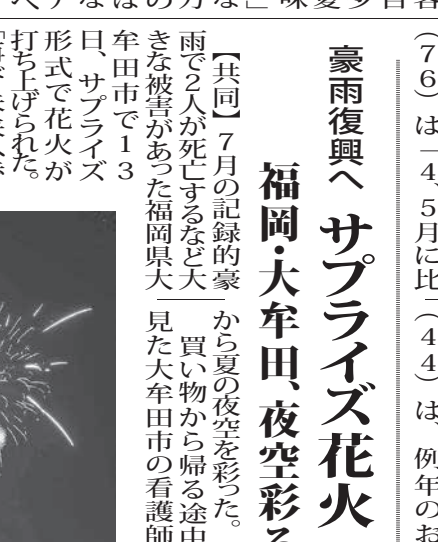 （７６）は「４、５月に比
（４４）は、例年のお
豪雨復興へ サプライズ花火
福岡・大牟田、夜空彩る
【共同】７月の記録的豪
雨で２人が死亡するなど大
きな被害があった福岡県大
牟田市で１３
日、サプライズ
形式で花火が
打ち上げられた。
から夏の夜空を彩った。
買い物から帰る途中
見た大牟田市の看護師